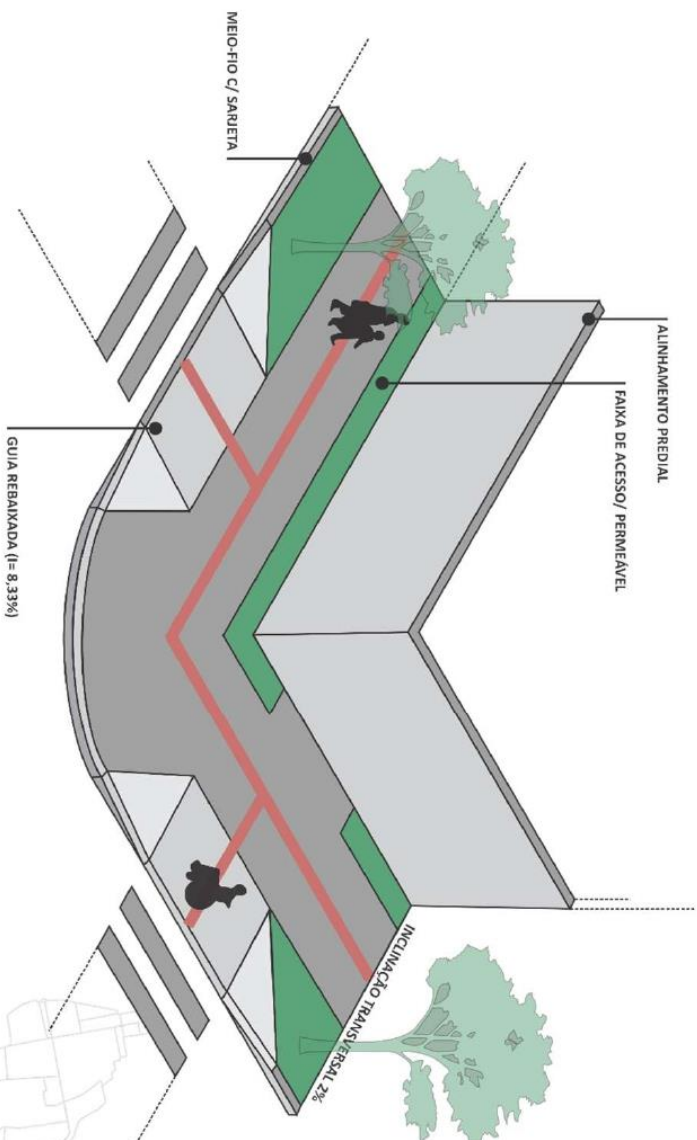 ALINHAMENTO PREDIAL
FAIXA DE ACESSO/ PERMEÁVEL
MEIO-FIO C/ SARJETA
GUIA REBAIXADA (I= 8,33%)
INCLINAÇÃO TRANSVERSAL 2%